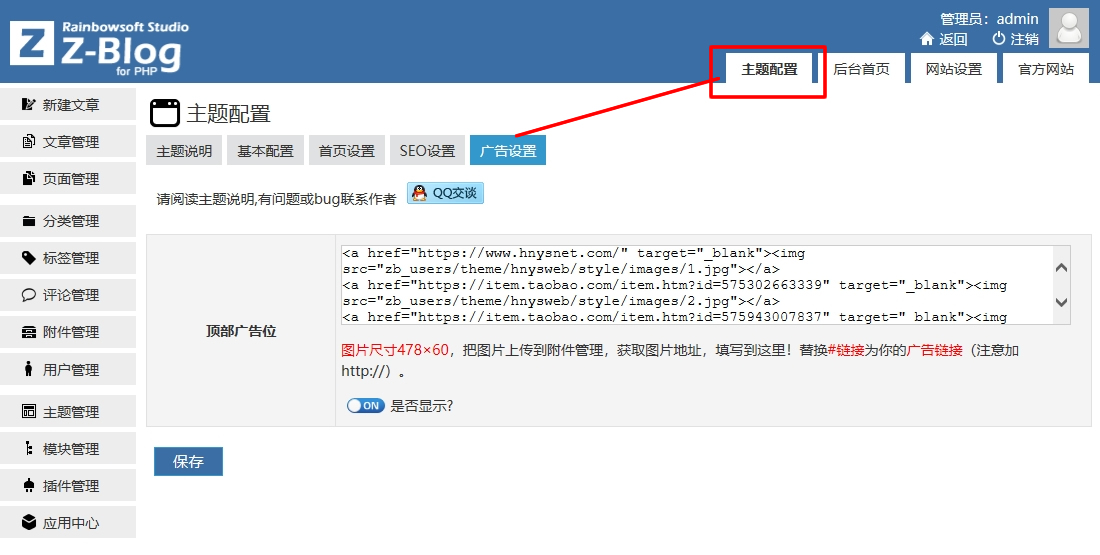 Rainbowsoft Studio
Z-Blog
for PHP
管理员：admin
返回
注销
主题配置
后台首页
网站设置
官方网站
新建文章
文章管理
页面管理
分类管理
标签管理
评论管理
附件管理
用户管理
主题管理
模块管理
插件管理
应用中心
主题配置
主题说明
基本配置
首页设置
SEO设置
广告设置
请阅读主题说明,有问题或bug联系作者
QQ交谈
顶部广告位
<a href="https://www.hnysnet.com/" target="_blank"><img
src="zb_users/theme/hnysweb/style/images/1.jpg"></a>
<a href="https://item.taobao.com/item.htm?id=575302663339" target="_blank"><img
src="zb_users/theme/hnysweb/style/images/2.jpg"></a>
<a href="https://item.taobao.com/item.htm?id=575943007837" target="_blank"><img
图片尺寸478×60，把图片上传到附件管理，获取图片地址，填写到这里！替换#链接为你的广告链接（注意加
http://）。
ON
是否显示?
保存